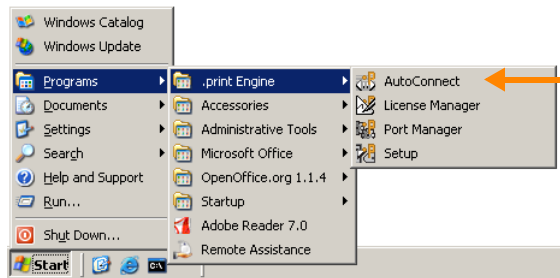 Windows Catalog
Windows Update
Programs
Documents
Settings
Search
Help and Support
Run...
Shut Down...
Start
.print Engine
Accessories
Administrative Tools
Microsoft Office
OpenOffice.org 1.1.4
Startup
Adobe Reader 7.0
Remote Assistance
AutoConnect
License Manager
Port Manager
Setup